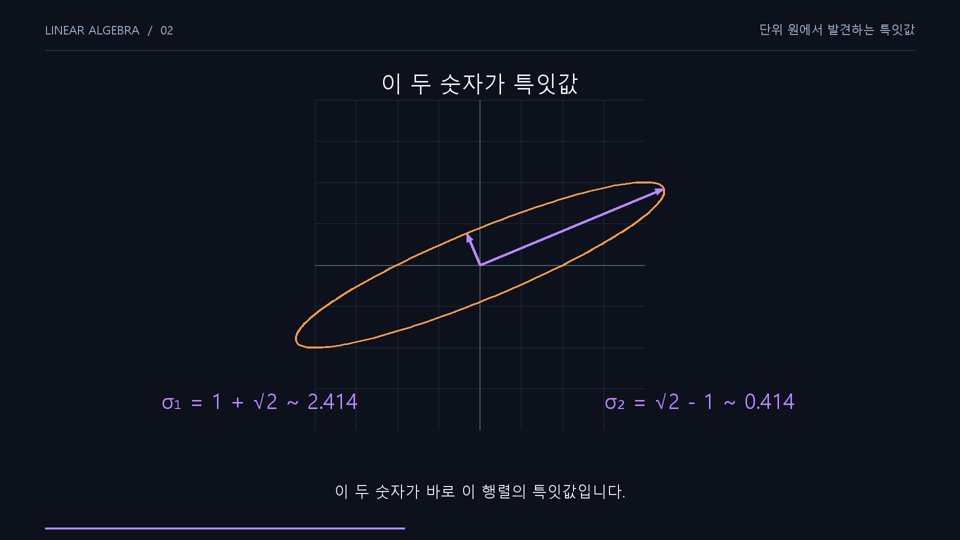 LINEAR ALGEBRA / 02
단위 원에서 발견하는 특잇값
이 두 숫자가 특잇값
σ₁ = 1 + √2 ~ 2.414
σ₂ = √2 - 1 ~ 0.414
이 두 숫자가 바로 이 행렬의 특잇값입니다.